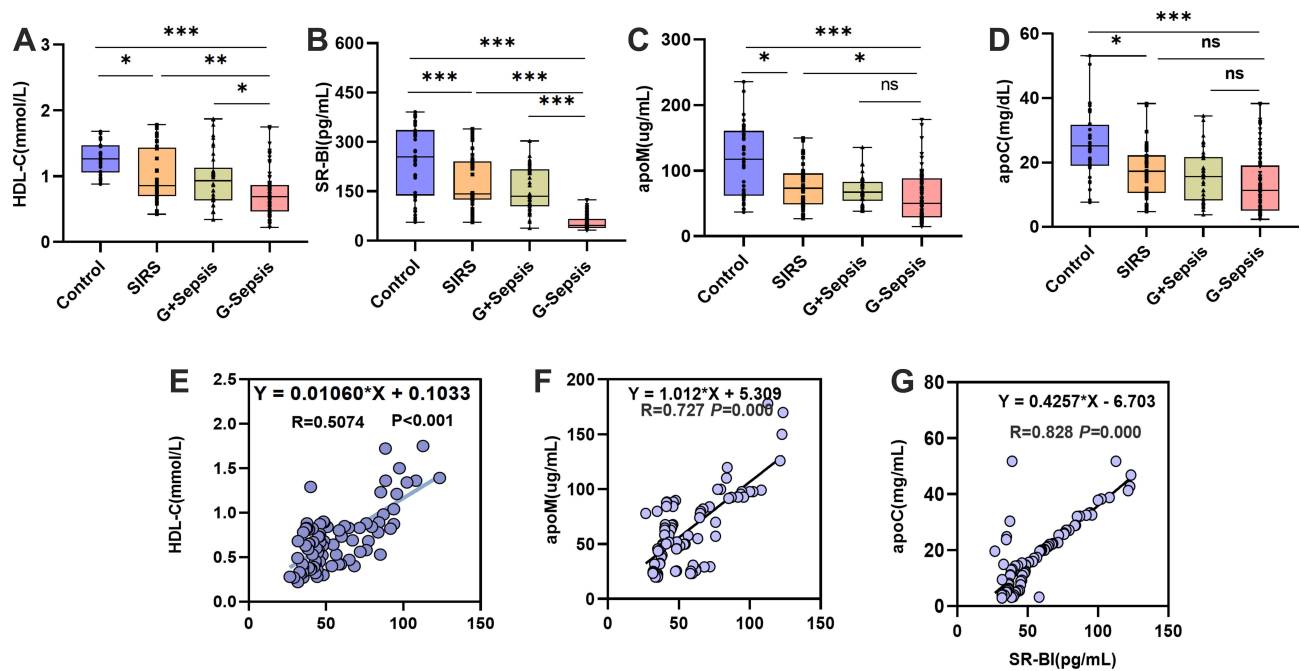 A
HDL-C(mmol/L)
3
2
1
0
***
*
**
*
Control
SIRS
G+Sepsis
G-Sepsis
B
SR-BI(pg/mL)
600
450
300
150
0
***
***
***
***
Control
SIRS
G+Sepsis
G-Sepsis
C
apoM(ug/mL)
300
200
100
0
***
*
*
ns
Control
SIRS
G+Sepsis
G-Sepsis
D
apoC(mg/dL)
60
40
20
0
***
*
ns
ns
Control
SIRS
G+Sepsis
G-Sepsis
E
HDL-C(mmol/L)
2.5
2.0
1.5
1.0
0.5
0.0
Y = 0.01060*X + 0.1033
R=0.5074 P<0.001
0 50 100 150
F
apoM(ug/mL)
200
150
100
50
0
Y = 1.012*X + 5.309
R=0.727 P=0.000
0 50 100 150
G
apoC(mg/mL)
80
60
40
20
0
Y = 0.4257*X - 6.703
R=0.828 P=0.000
0 50 100 150
SR-BI(pg/mL)